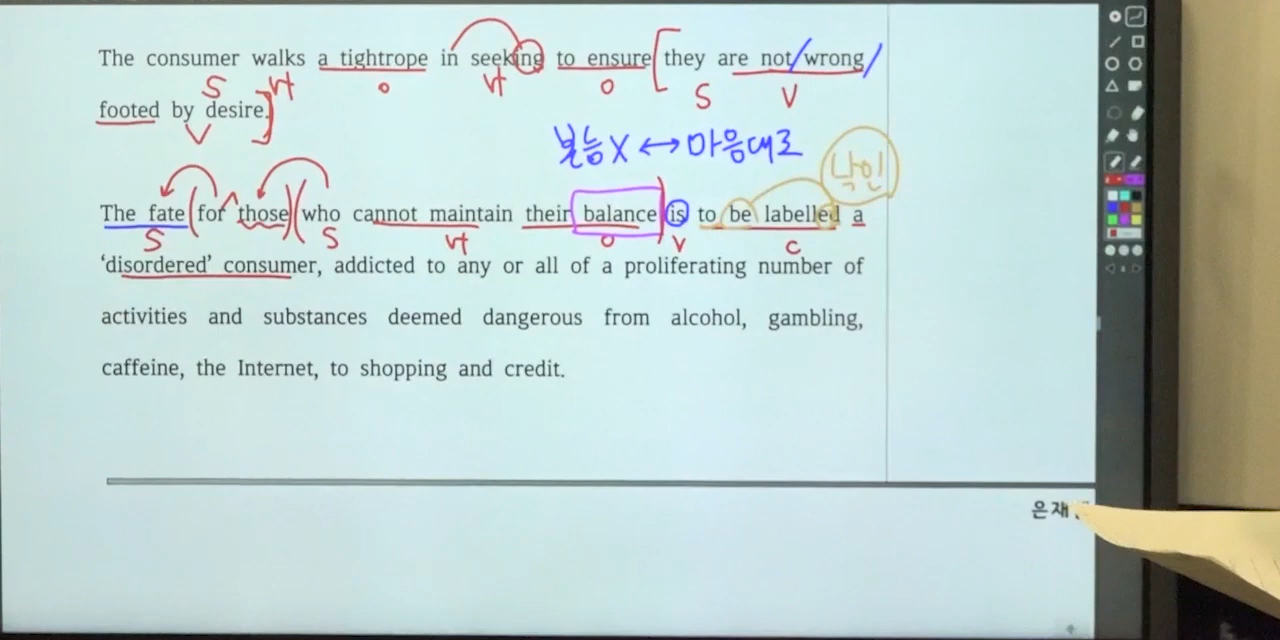 The consumer walks a tightrope in seeking to ensure they are not/wrong/
S vt o vt o S V
footed by desire.]
V
본능X ↔ 마음대로
낙인
The fate (for those)(who cannot maintain their balance) is to be labelled a
S S vt o v c
‘disordered’ consumer, addicted to any or all of a proliferating number of
activities and substances deemed dangerous from alcohol, gambling,
caffeine, the Internet, to shopping and credit.
은재